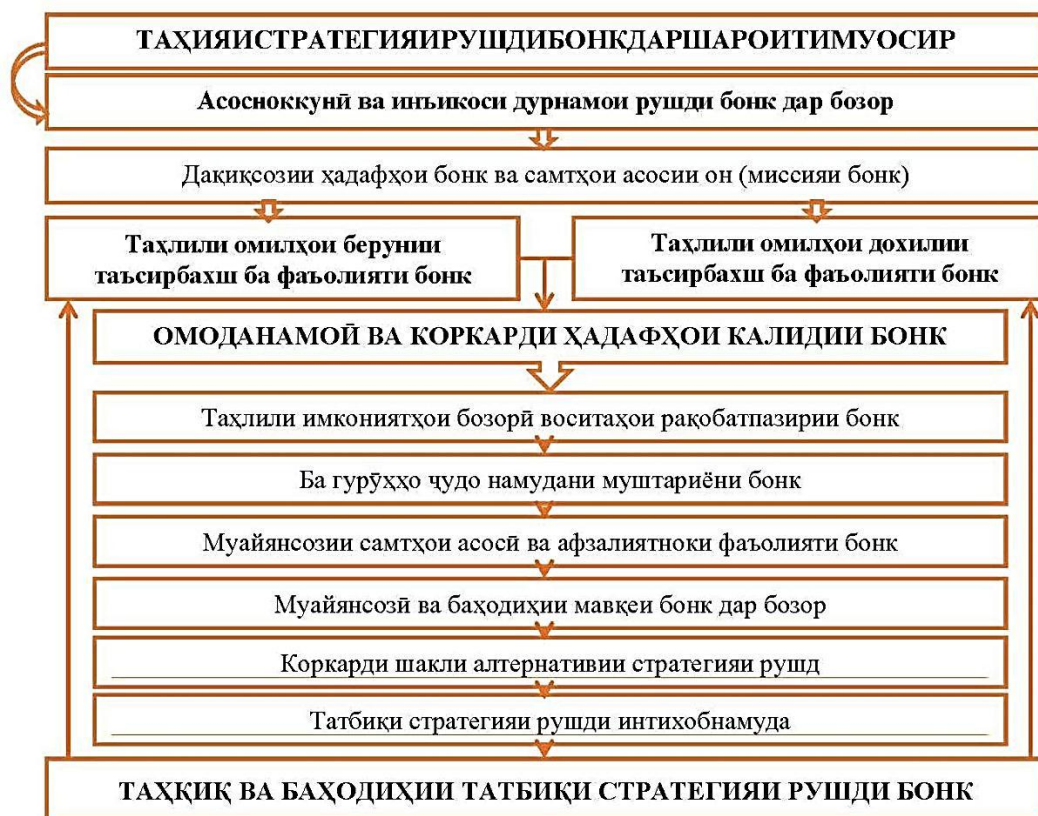 ТАҲИЯИСТРАТЕГИЯИРУШДИБОНКДАРШАРОИТИМУОСИР
Асосноккунӣ ва инъикоси дурнамои рушди бонк дар бозор
Дақиқсозии ҳадафҳои бонк ва самтҳои асосии он (миссияи бонк)
Таҳлили омилҳои берунии
таъсирбахш ба фаъолияти бонк
Таҳлили омилҳои дохилии
таъсирбахш ба фаъолияти бонк
ОМОДАНАМОӢ ВА КОРКАРДИ ҲАДАФҲОИ КАЛИДИИ БОНК
Таҳлили имкониятҳои бозорӣ воситаҳои рақобатпазирии бонк
Ба гурӯҳҳо ҷудо намудани муштариёни бонк
Муайянсозии самтҳои асосӣ ва афзалиятноки фаъолияти бонк
Муайянсозӣ ва баҳодиҳии мавқеи бонк дар бозор
Коркарди шакли алтернативии стратегияи рушд
Татбиқи стратегияи рушди интихобнамуда
ТАҲҚИҚ ВА БАҲОДИҲИИ ТАТБИҚИ СТРАТЕГИЯИ РУШДИ БОНК